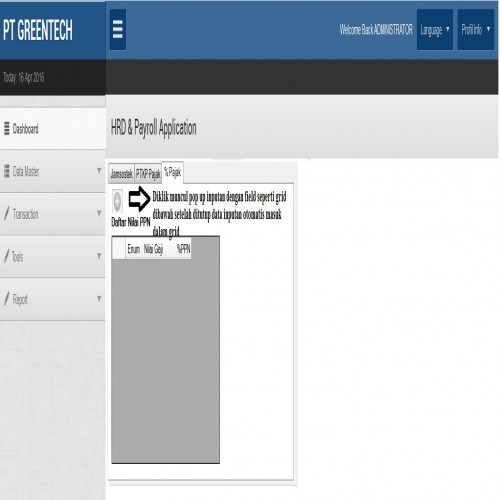 PT GREENTECH
Welcome Back ADMINISTRATOR
Language
Profil Info
Today: 16 Apr 2016
Dashboard
HRD & Payroll Application
Data Master
Transaction
Tools
Report
Jamsostek
PTKP Pajak
% Pajak
Diklik muncul pop up inputan dengan field seperti grid
dibawah setelah ditutup data inputan otomatis masuk
dalam grid
Daftar Nilai PPN
Enum Nilai Gaji %PPN